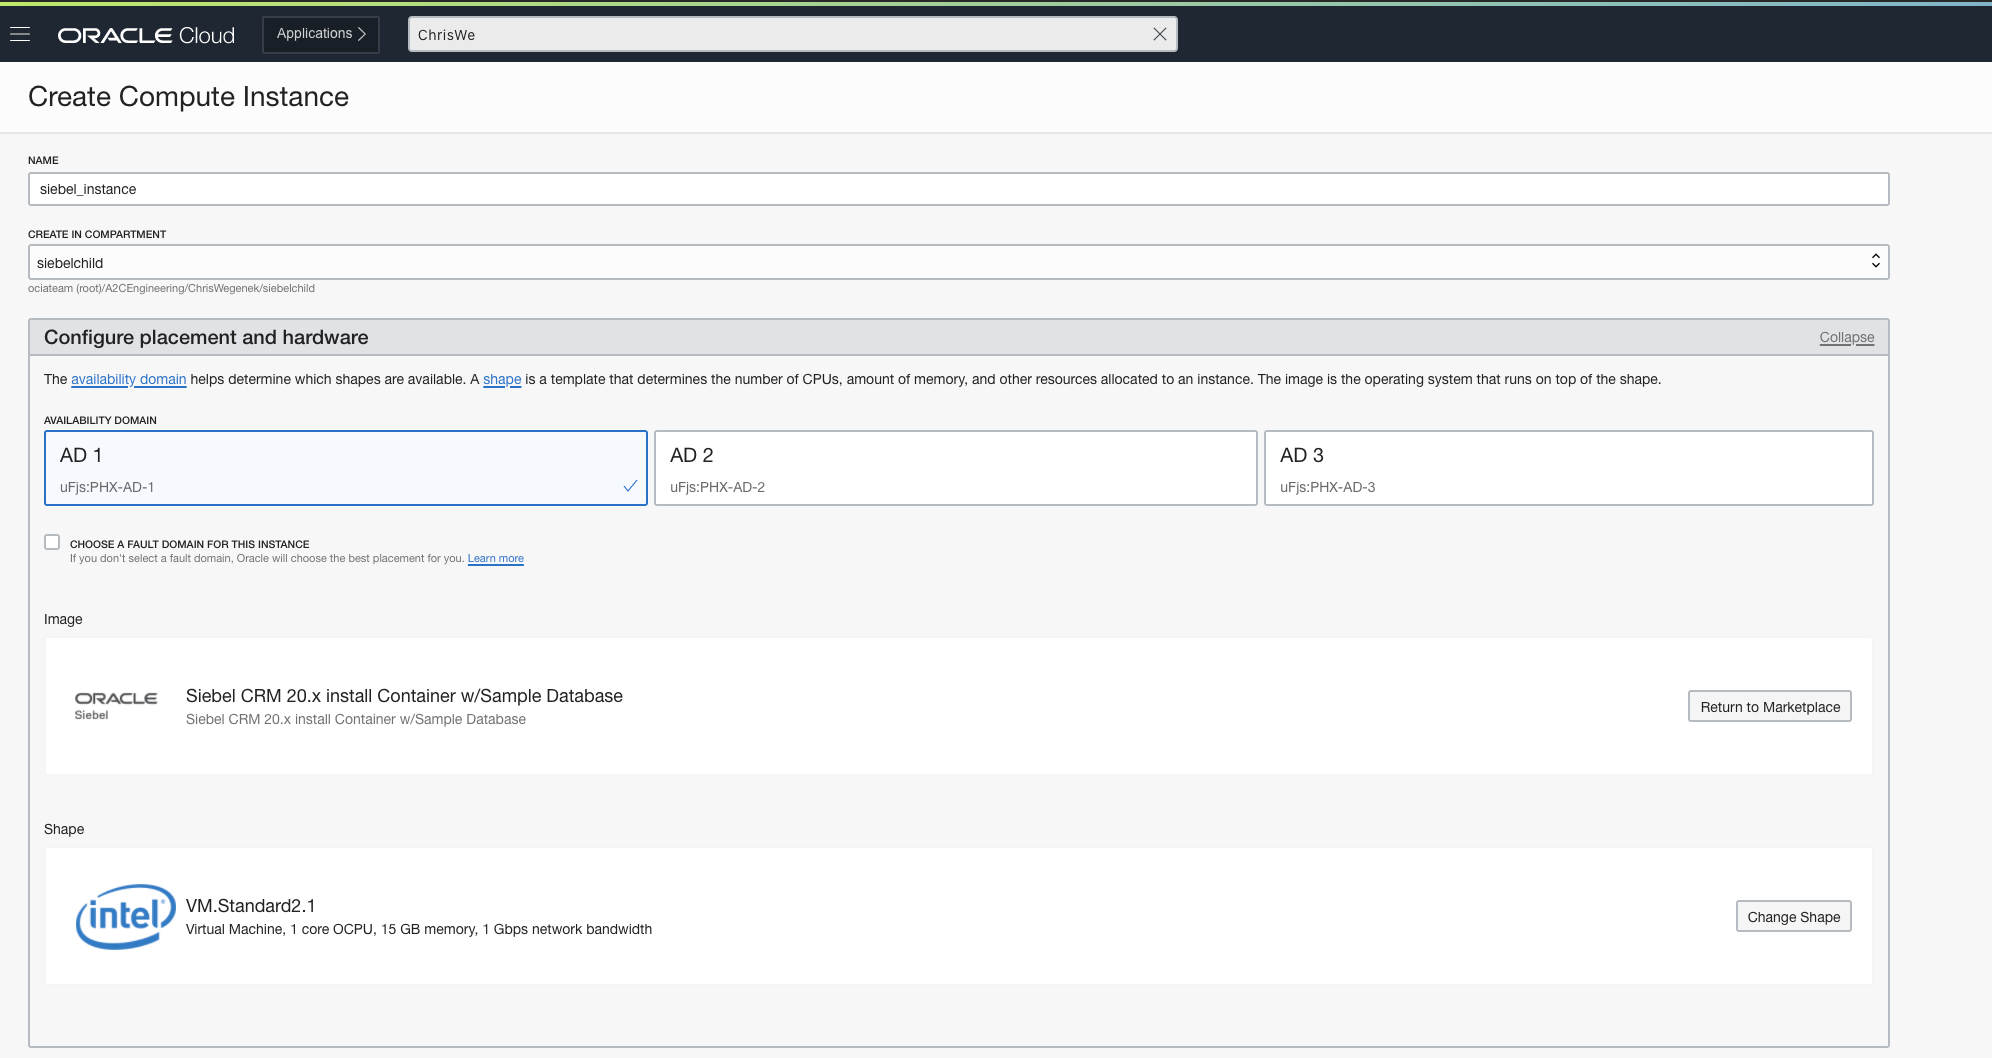 ORACLE Cloud
Applications
ChrisWe
Create Compute Instance
NAME
siebel_instance
CREATE IN COMPARTMENT
siebelchild
ociateam (root)/A2CEngineering/ChrisWegenek/siebelchild
Configure placement and hardware
Collapse
The availability domain helps determine which shapes are available. A shape is a template that determines the number of CPUs, amount of memory, and other resources allocated to an instance. The image is the operating system that runs on top of the shape.
AVAILABILITY DOMAIN
AD 1
uFjs:PHX-AD-1
AD 2
uFjs:PHX-AD-2
AD 3
uFjs:PHX-AD-3
CHOOSE A FAULT DOMAIN FOR THIS INSTANCE
If you don't select a fault domain, Oracle will choose the best placement for you. Learn more
Image
ORACLE
Siebel
Siebel CRM 20.x install Container w/Sample Database
Siebel CRM 20.x install Container w/Sample Database
Return to Marketplace
Shape
intel
VM.Standard2.1
Virtual Machine, 1 core OCPU, 15 GB memory, 1 Gbps network bandwidth
Change Shape